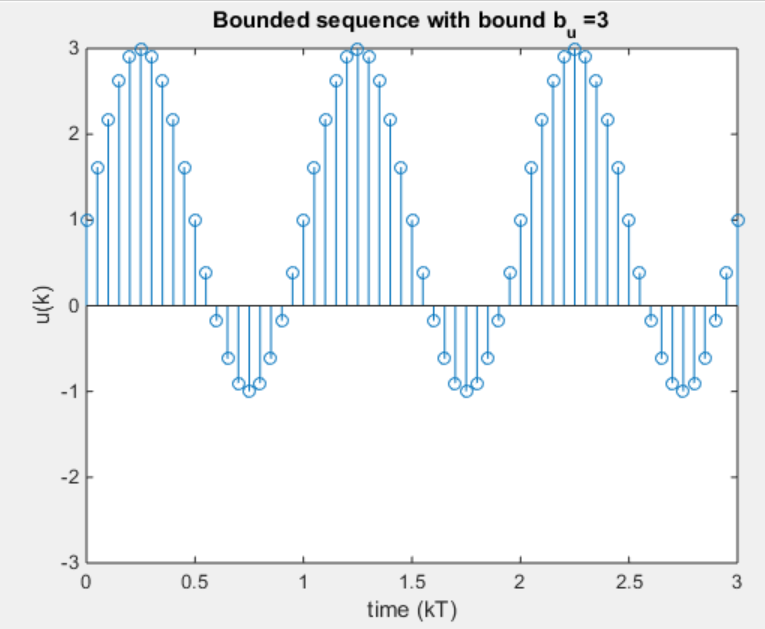 Bounded sequence with bound b_u =3
3
2
1
0
-1
-2
-3
u(k)
0 0.5 1 1.5 2 2.5 3
time (kT)